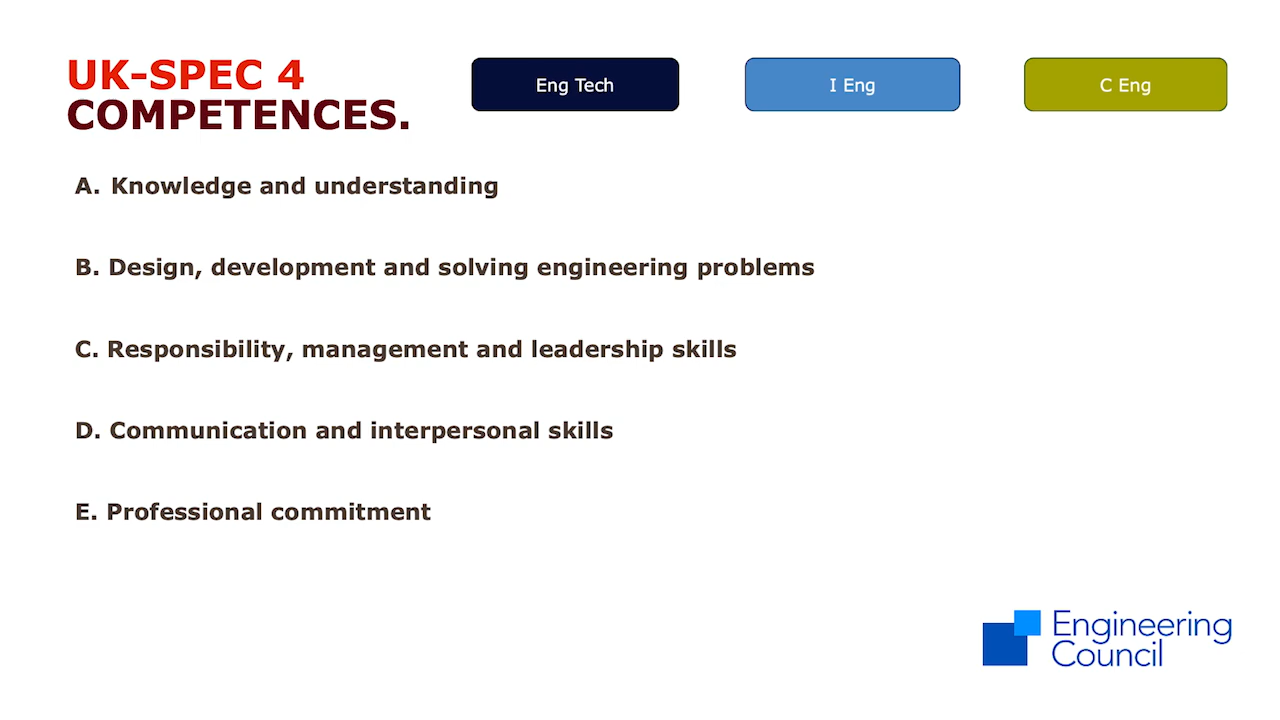 UK-SPEC 4
COMPETENCES.
Eng Tech
I Eng
C Eng
A. Knowledge and understanding
B. Design, development and solving engineering problems
C. Responsibility, management and leadership skills
D. Communication and interpersonal skills
E. Professional commitment
Engineering
Council